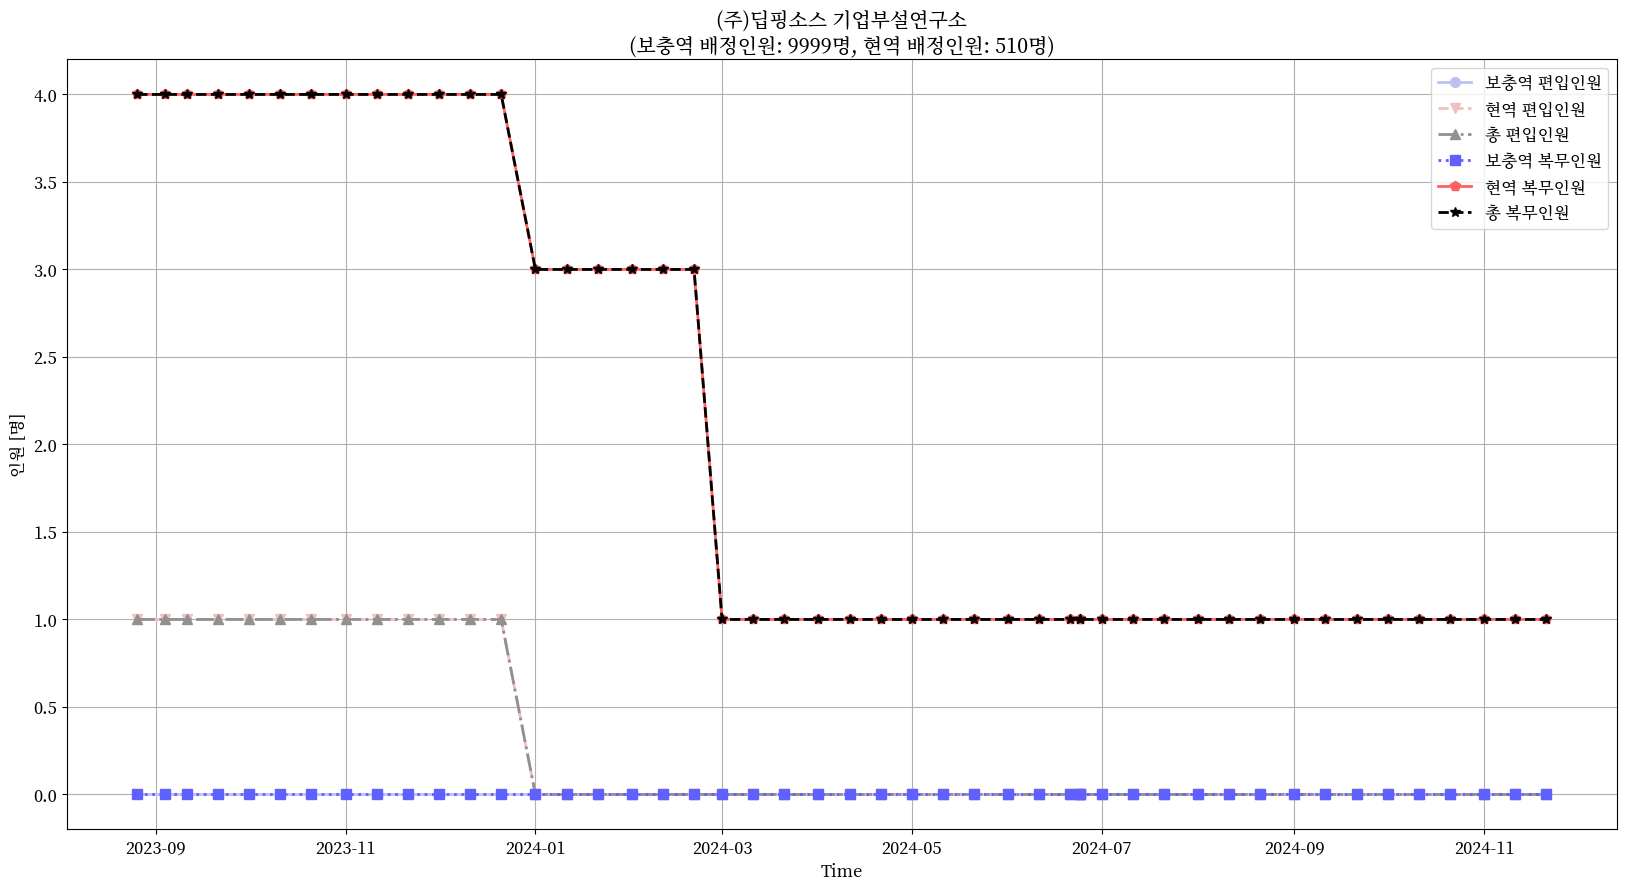 (주)딥핑소스 기업부설연구소
(보충역 배정인원: 9999명, 현역 배정인원: 510명)
보충역 편입인원
현역 편입인원
총 편입인원
보충역 복무인원
현역 복무인원
총 복무인원
4.0
3.5
3.0
2.5
2.0
1.5
1.0
0.5
0.0
인원 [명]
2023-09 2023-11 2024-01 2024-03 2024-05 2024-07 2024-09 2024-11
Time